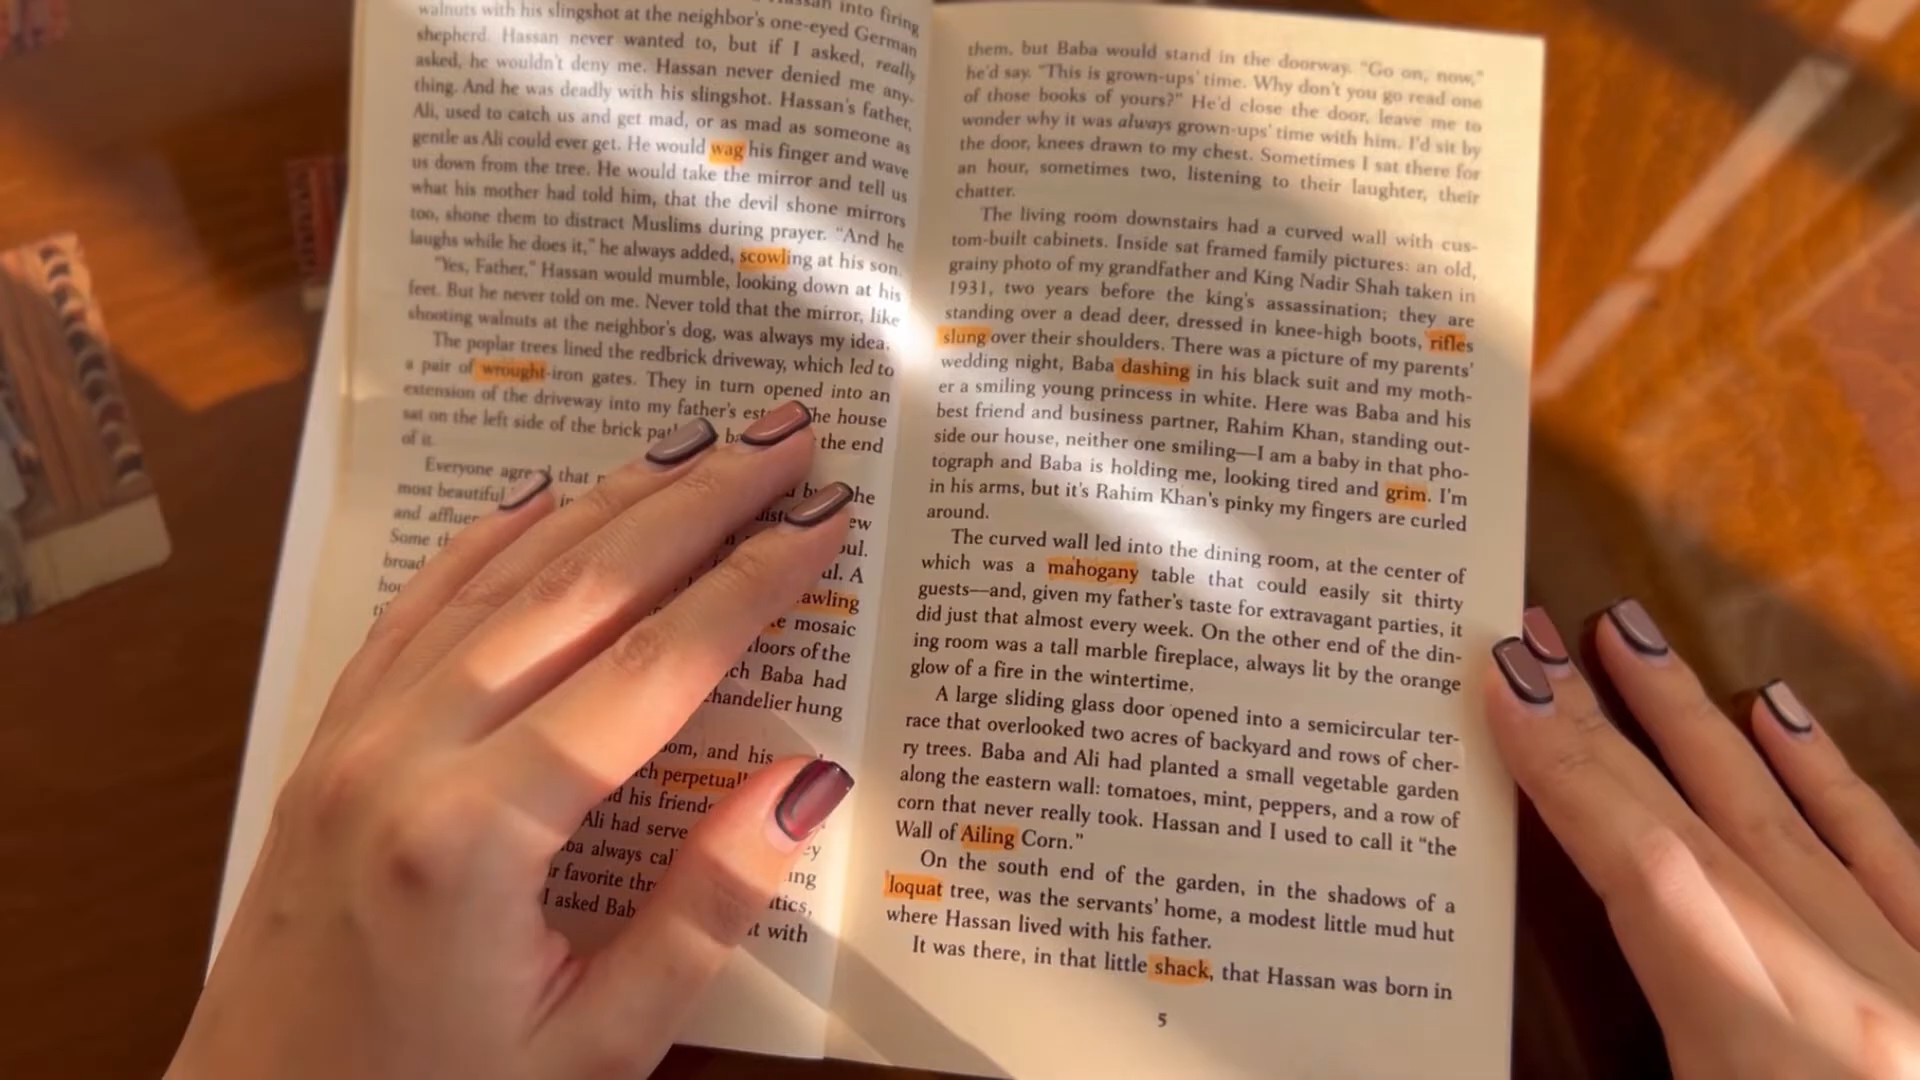 into firing
walnuts with his slingshot at the neighbor's one-eyed German
shepherd. Hassan never wanted to, but if I asked, really
asked, he wouldn't deny me. Hassan never denied me any-
thing. And he was deadly with his slingshot. Hassan's father,
Ali, used to catch us and get mad, or as mad as someone as
gentle as Ali could ever get. He would wag his finger and wave
us down from the tree. He would take the mirror and tell us
what his mother had told him, that the devil shone mirrors
too, shone them to distract Muslims during prayer. "And he
laughs while he does it," he always added, scowling at his son.
"Yes, Father," Hassan would mumble, looking down at his
feet. But he never told on me. Never told that the mirror, like
shooting walnuts at the neighbor's dog, was always my idea.
The poplar trees lined the redbrick driveway, which led to
a pair of wrought-iron gates. They in turn opened into an
extension of the driveway into my father's The house
sat on the left side of the brick the end
of it.
Everyone that
most beautiful
and
Some
A
mosaic
of the
Baba had
hung
and his
his
Ali had
always
favorite
I asked
with
them, but Baba would stand in the doorway. "Go on, now,"
he'd say. "This is grown-ups' time. Why don't you go read one
of those books of yours?" He'd close the door, leave me to
wonder why it was always grown-ups' time with him. I'd sit by
the door, knees drawn to my chest. Sometimes I sat there for
an hour, sometimes two, listening to their laughter, their
chatter.
The living room downstairs had a curved wall with cus-
tom-built cabinets. Inside sat framed family pictures: an old,
grainy photo of my grandfather and King Nadir Shah taken in
1931, two years before the king's assassination; they are
standing over a dead deer, dressed in knee-high boots, rifles
slung over their shoulders. There was a picture of my parents'
wedding night, Baba dashing in his black suit and my moth-
er a smiling young princess in white. Here was Baba and his
best friend and business partner, Rahim Khan, standing out-
side our house, neither one smiling—I am a baby in that pho-
tograph and Baba is holding me, looking tired and grim. I'm
in his arms, but it's Rahim Khan's pinky my fingers are curled
around.
The curved wall led into the dining room, at the center of
which was a mahogany table that could easily sit thirty
guests—and, given my father's taste for extravagant parties, it
did just that almost every week. On the other end of the din-
ing room was a tall marble fireplace, always lit by the orange
glow of a fire in the wintertime.
A large sliding glass door opened into a semicircular ter-
race that overlooked two acres of backyard and rows of cher-
ry trees. Baba and Ali had planted a small vegetable garden
along the eastern wall: tomatoes, mint, peppers, and a row of
corn that never really took. Hassan and I used to call it "the
Wall of Ailing Corn."
On the south end of the garden, in the shadows of a
loquat tree, was the servants' home, a modest little mud hut
where Hassan lived with his father.
It was there, in that little shack, that Hassan was born in
5